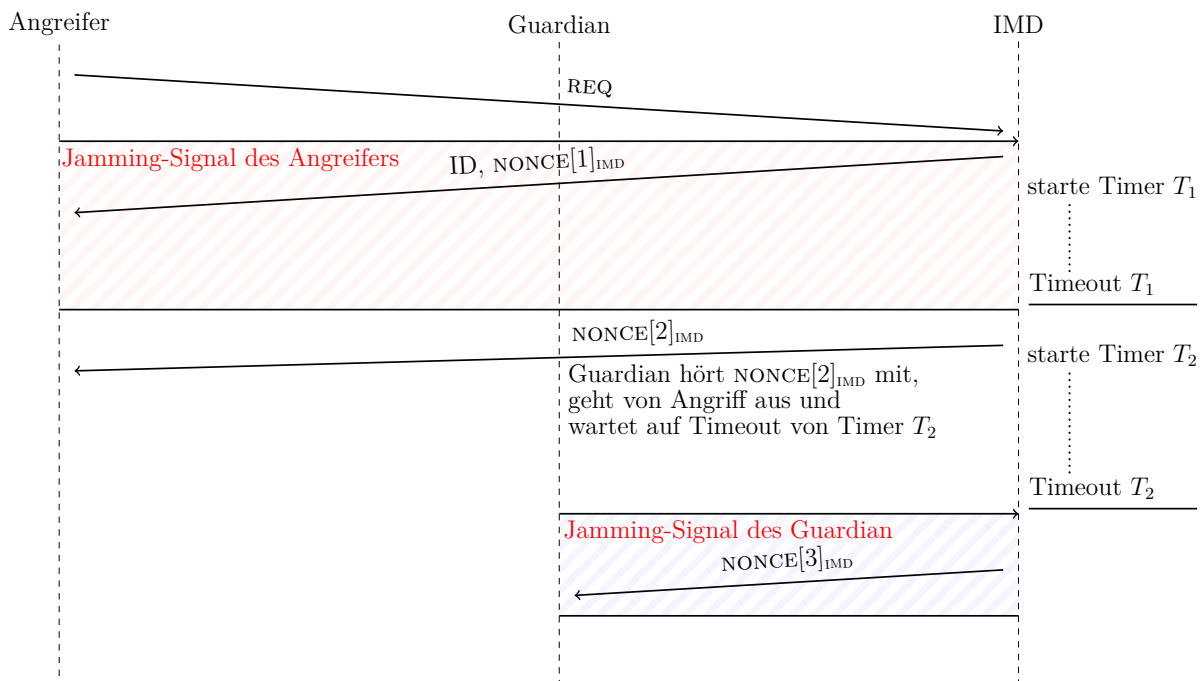 Angreifer
Guardian
IMD
REQ
Jamming-Signal des Angreifers
ID, NONCE[1]IMD
starte Timer T1
Timeout T1
NONCE[2]IMD
starte Timer T2
Guardian hört NONCE[2]IMD mit,
geht von Angriff aus und
wartet auf Timeout von Timer T2
Timeout T2
Jamming-Signal des Guardian
NONCE[3]IMD